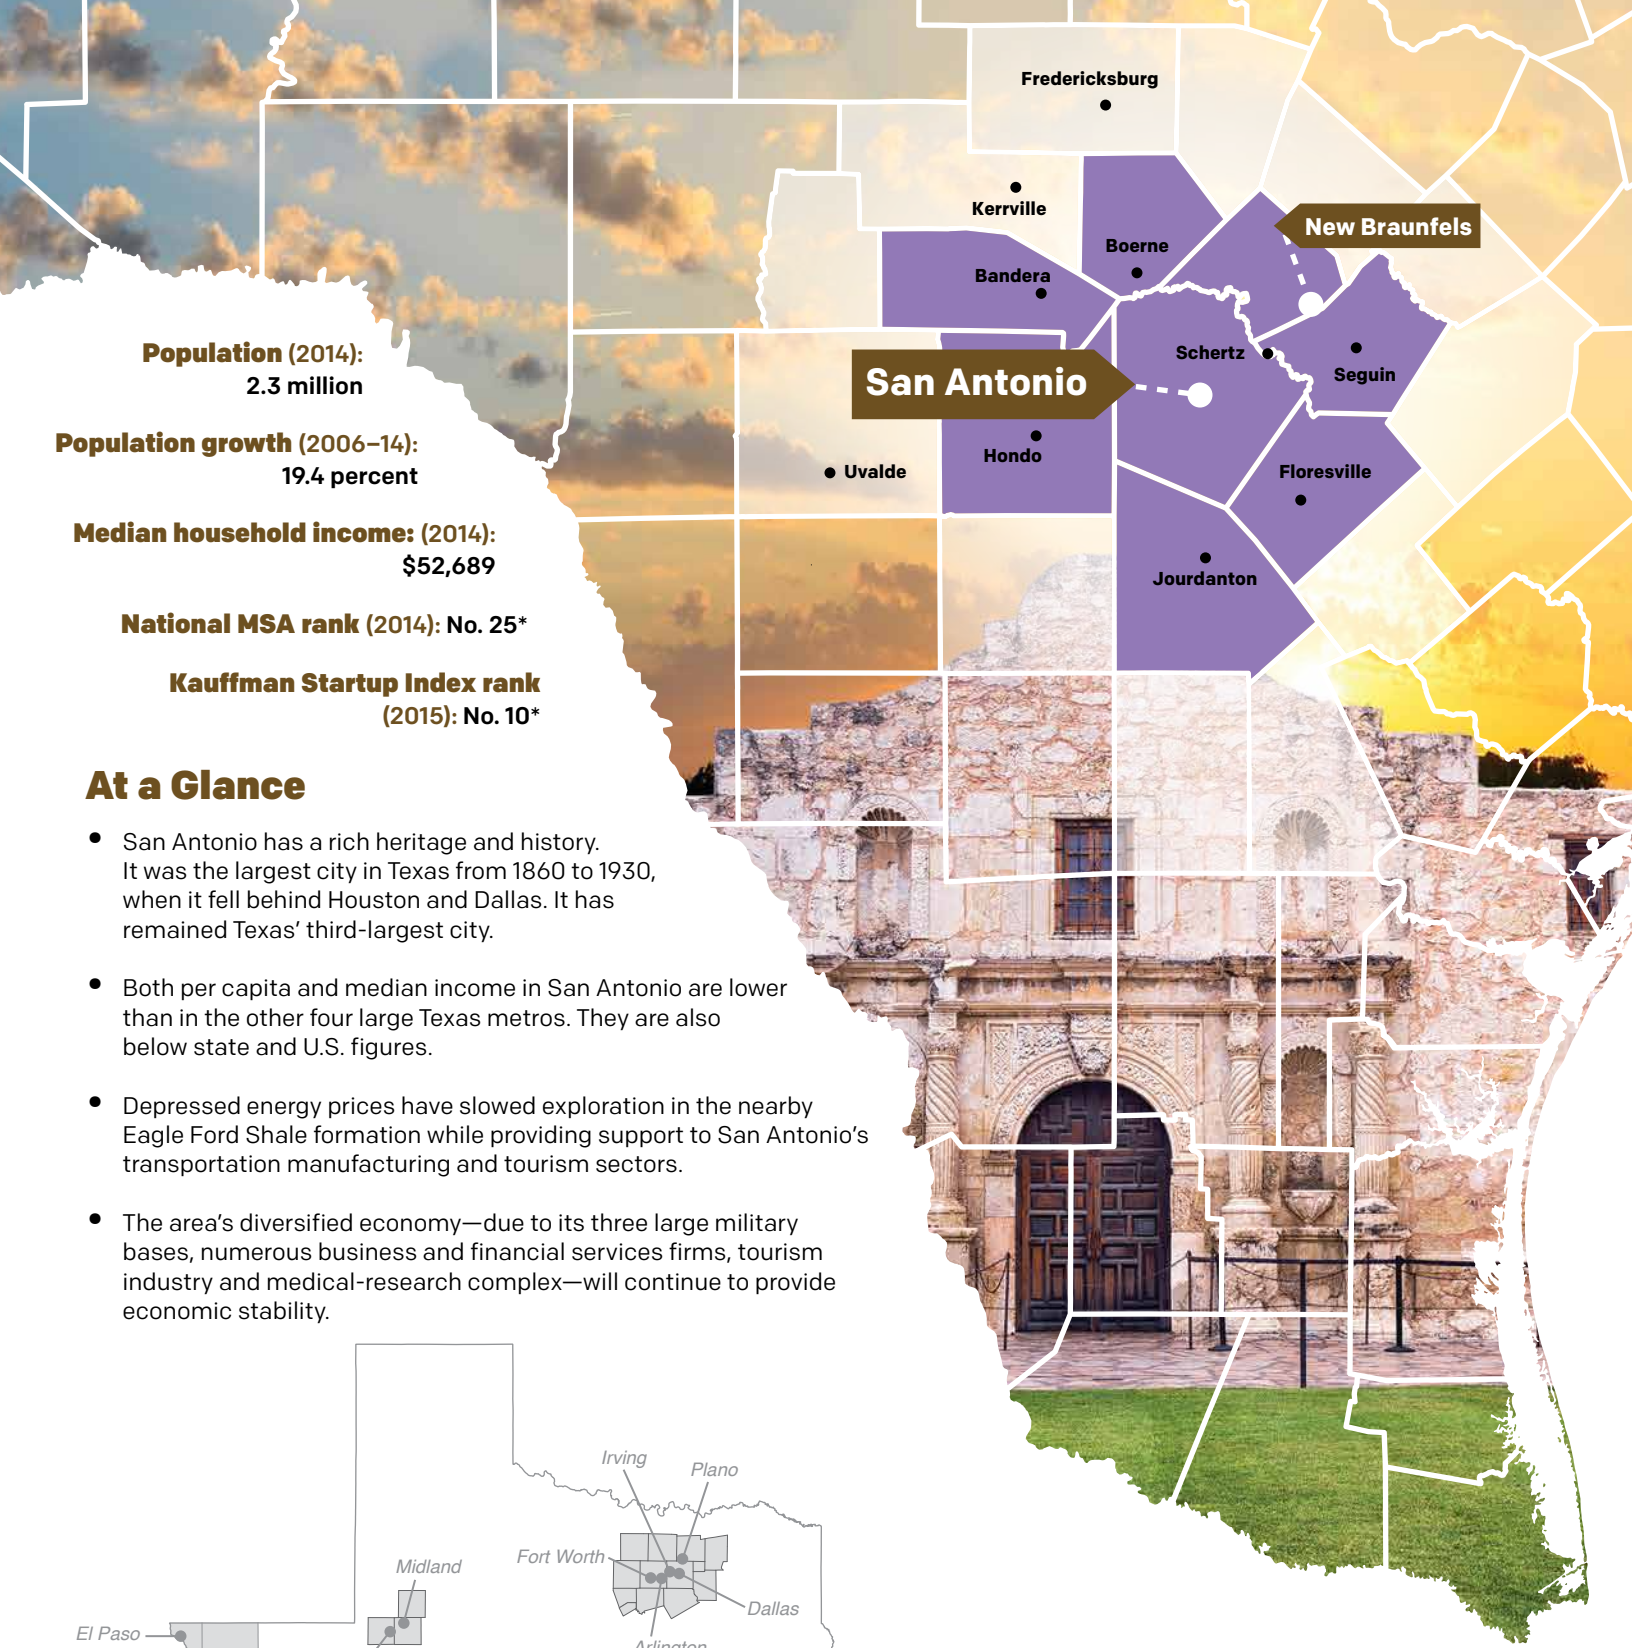 Fredericksburg
Kerrville
Boerne
New Braunfels
Bandera
San Antonio
Schertz
Seguin
Hondo
Uvalde
Floresville
Jourdanton
Population (2014):
2.3 million
Population growth (2006–14):
19.4 percent
Median household income: (2014):
$52,689
National MSA rank (2014): No. 25*
Kauffman Startup Index rank
(2015): No. 10*
At a Glance
• San Antonio has a rich heritage and history.
It was the largest city in Texas from 1860 to 1930,
when it fell behind Houston and Dallas. It has
remained Texas’ third-largest city.
• Both per capita and median income in San Antonio are lower
than in the other four large Texas metros. They are also
below state and U.S. figures.
• Depressed energy prices have slowed exploration in the nearby
Eagle Ford Shale formation while providing support to San Antonio’s
transportation manufacturing and tourism sectors.
• The area’s diversified economy—due to its three large military
bases, numerous business and financial services firms, tourism
industry and medical-research complex—will continue to provide
economic stability.
Irving
Plano
Fort Worth
Midland
Dallas
El Paso
Arlington